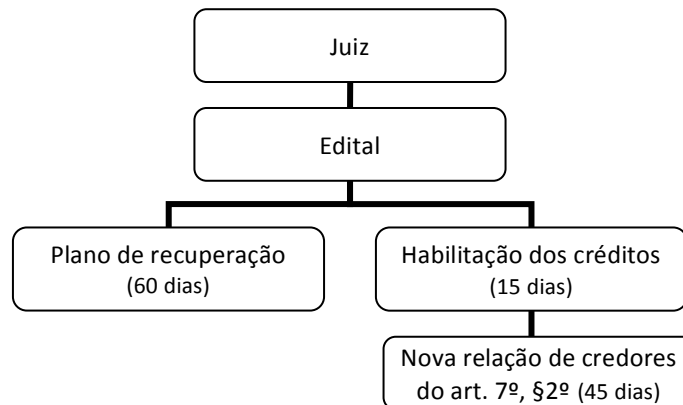 Juiz
Edital
Plano de recuperação
(60 dias)
Habilitação dos créditos
(15 dias)
Nova relação de credores
do art. 7º, §2º (45 dias)